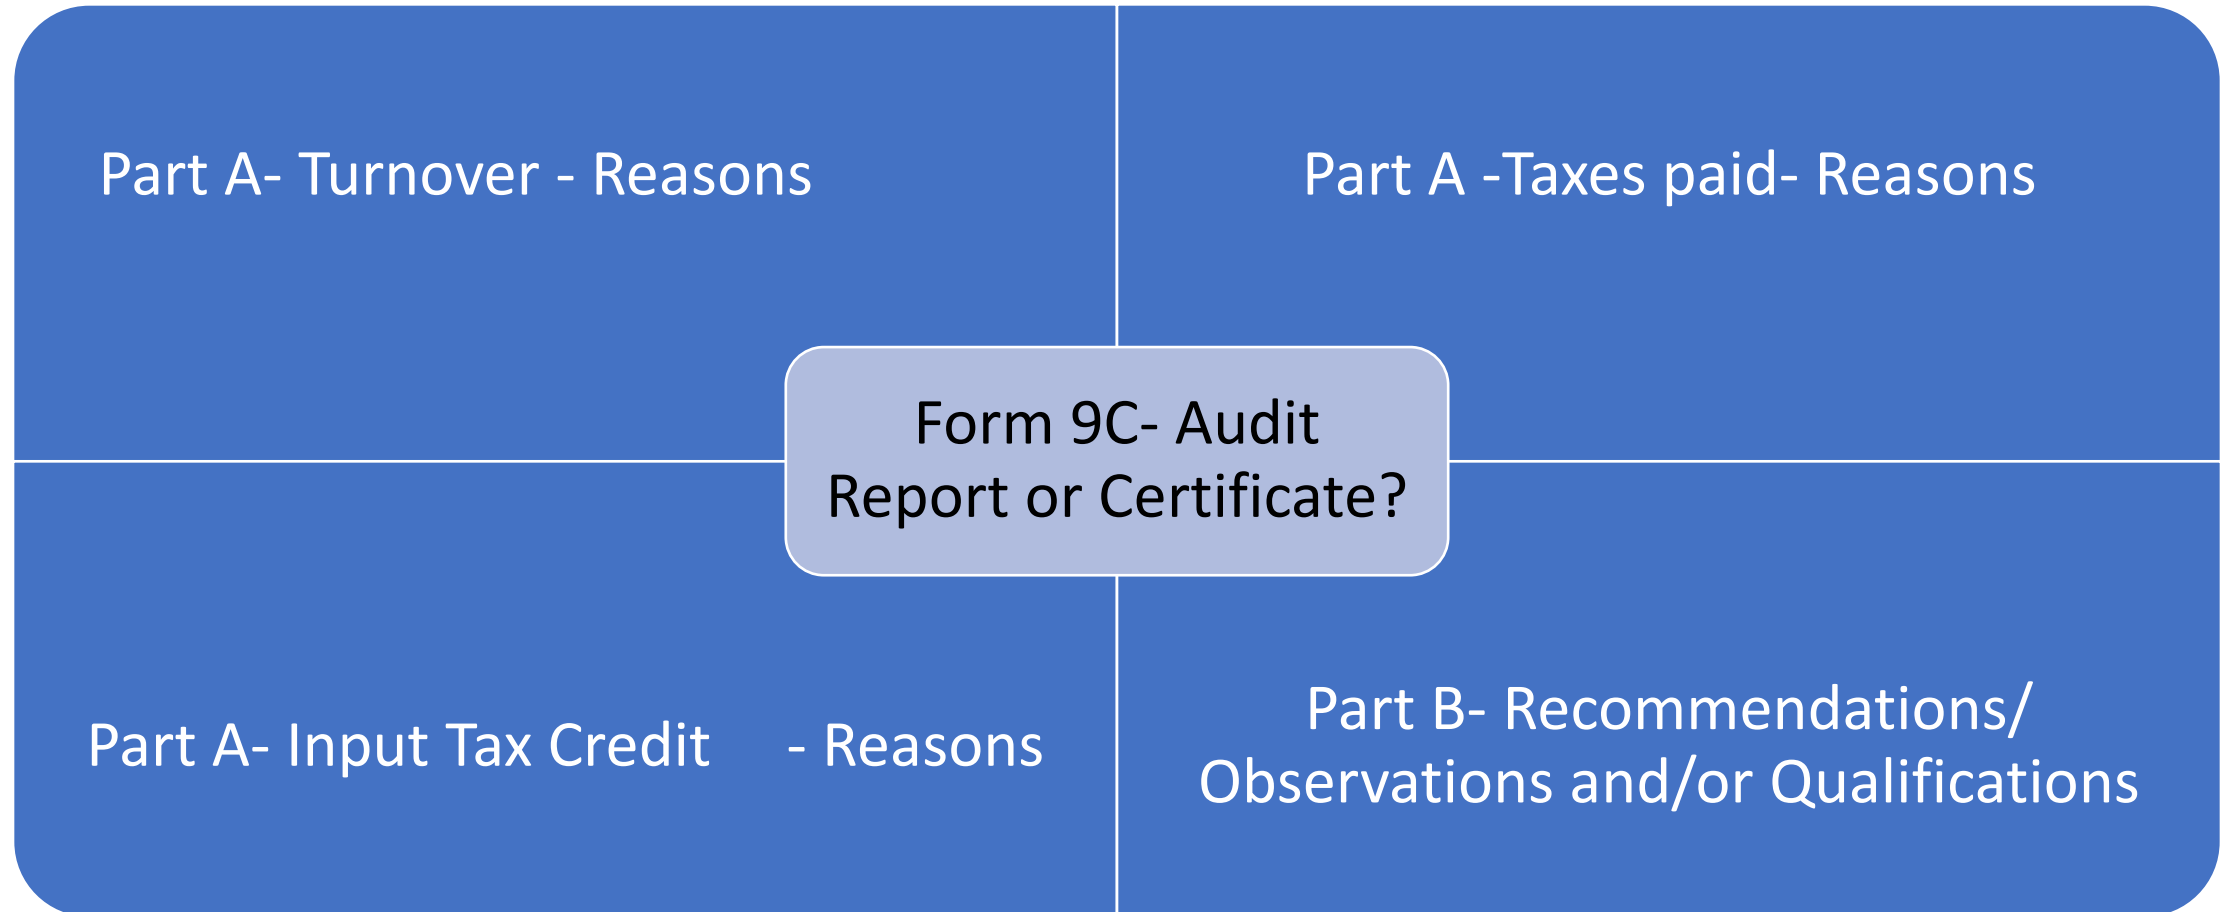 Part A- Turnover - Reasons
Part A -Taxes paid- Reasons
Form 9C- Audit
Report or Certificate?
Part A- Input Tax Credit - Reasons
Part B- Recommendations/
Observations and/or Qualifications